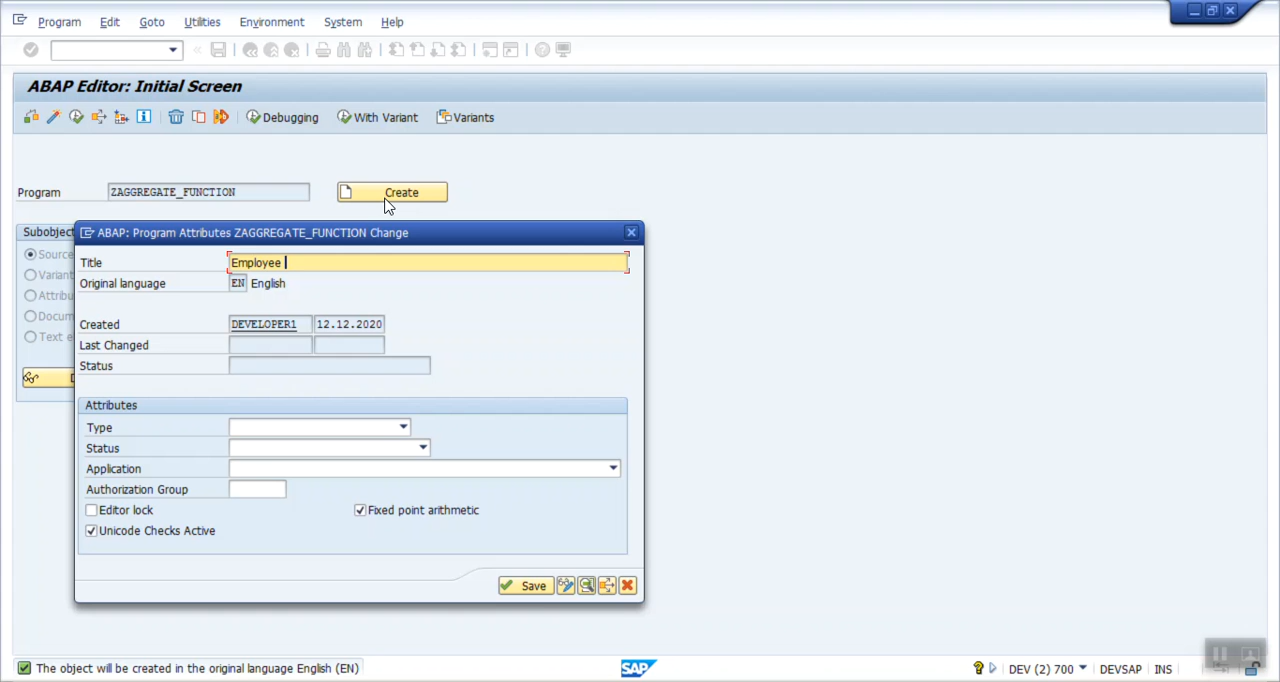 Program Edit Goto Utilities Environment System Help
ABAP Editor: Initial Screen
Debugging With Variant Variants
Program ZAGGREGATE_FUNCTION Create
Subobject
ABAP: Program Attributes ZAGGREGATE_FUNCTION Change
Title Employee
Source
Original language EN English
Variant
Attribu
Docum
Created DEVELOPER1 12.12.2020
Text e
Last Changed
Status
D
Attributes
Type
Status
Application
Authorization Group
Editor lock Fixed point arithmetic
Unicode Checks Active
Save
The object will be created in the original language English (EN)
SAP
DEV (2) 700 DEVSAP INS